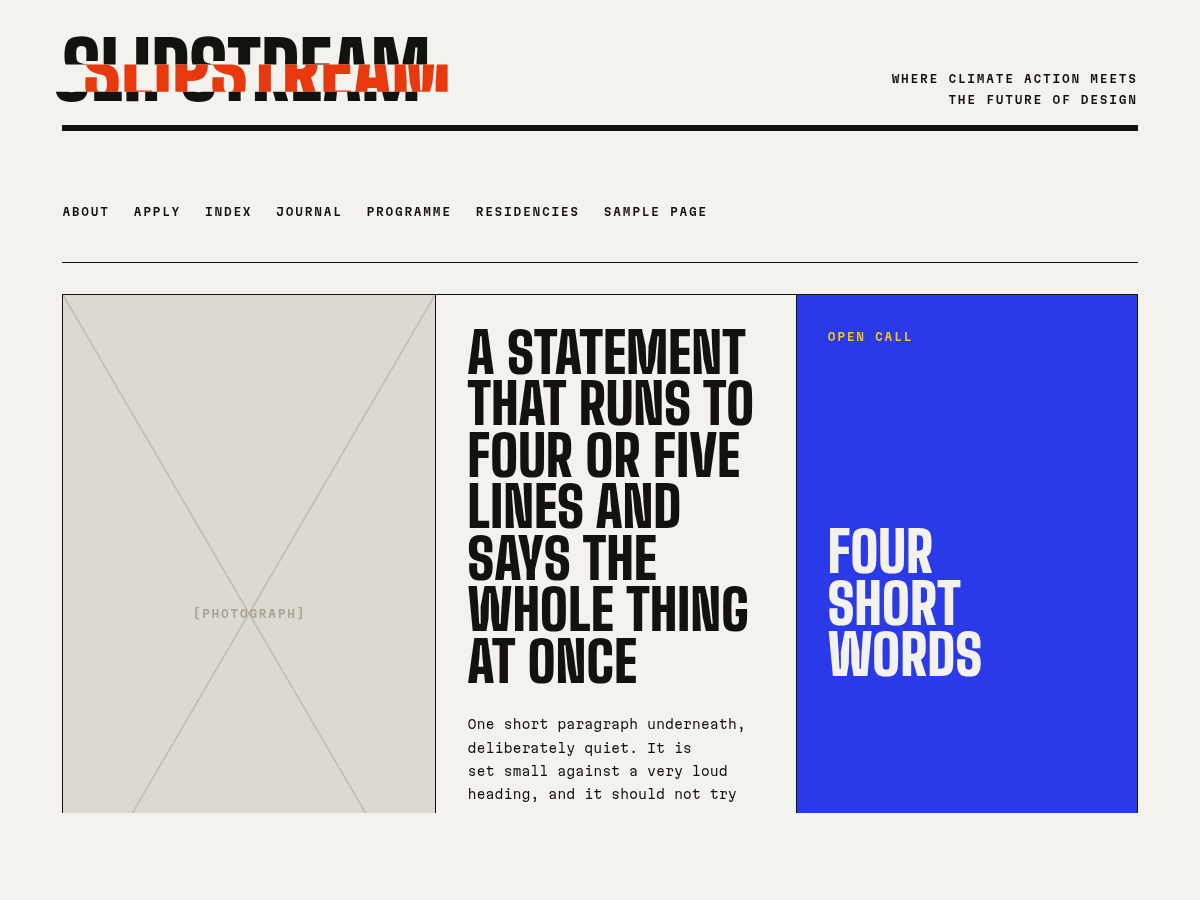 SLIPSTREAM
WHERE CLIMATE ACTION MEETS
THE FUTURE OF DESIGN
ABOUT APPLY INDEX JOURNAL PROGRAMME RESIDENCIES SAMPLE PAGE
[PHOTOGRAPH]
A STATEMENT
THAT RUNS TO
FOUR OR FIVE
LINES AND
SAYS THE
WHOLE THING
AT ONCE
One short paragraph underneath,
deliberately quiet. It is
set small against a very loud
heading, and it should not try
OPEN CALL
FOUR
SHORT
WORDS